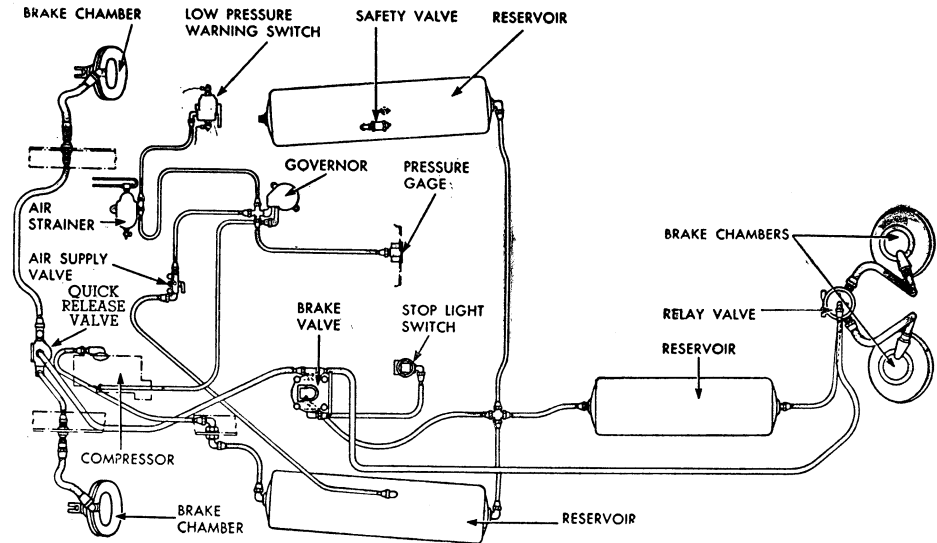 BRAKE CHAMBER
LOW PRESSURE
WARNING SWITCH
SAFETY VALVE
RESERVOIR
GOVERNOR
PRESSURE
GAGE
AIR
STRAINER
BRAKE CHAMBERS
AIR SUPPLY
VALVE
QUICK
RELEASE
VALVE
BRAKE
VALVE
STOP LIGHT
SWITCH
RELAY VALVE
RESERVOIR
COMPRESSOR
BRAKE
CHAMBER
RESERVOIR